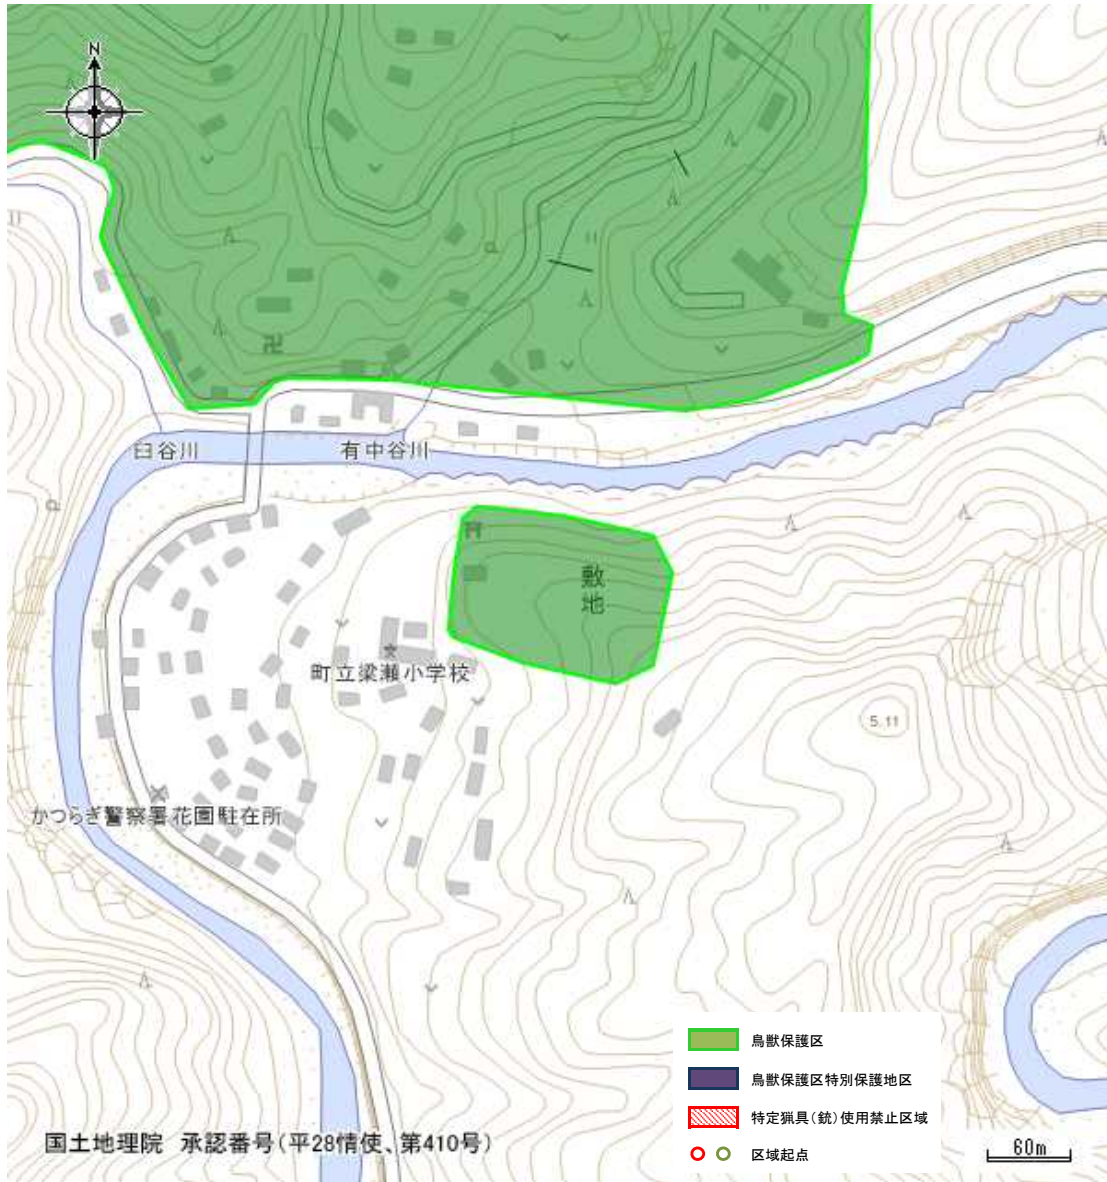 N
臼谷川
有中谷川
敷
地
町立梁瀬小学校
5.11
かつらぎ警察署花園駐在所
鳥獣保護区
鳥獣保護区特別保護地区
特定猟具(銃)使用禁止区域
区域起点
国土地理院 承認番号(平28情使、第410号)
60m